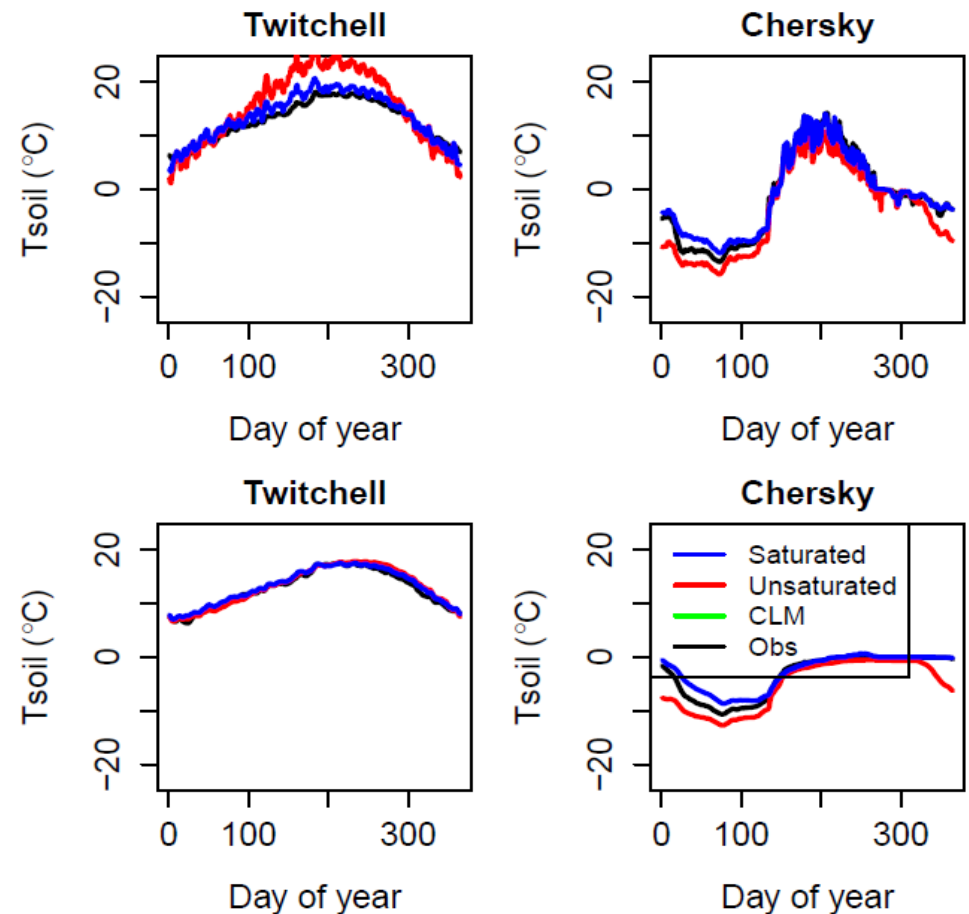 Twitchell
Chersky
Tsoil (°C)
20
0
−20
0 100 300
Day of year
Tsoil (°C)
20
0
−20
0 100 300
Day of year
Twitchell
Chersky
Tsoil (°C)
20
0
−20
0 100 300
Day of year
Tsoil (°C)
20
0
−20
Saturated
Unsaturated
CLM
Obs
0 100 300
Day of year